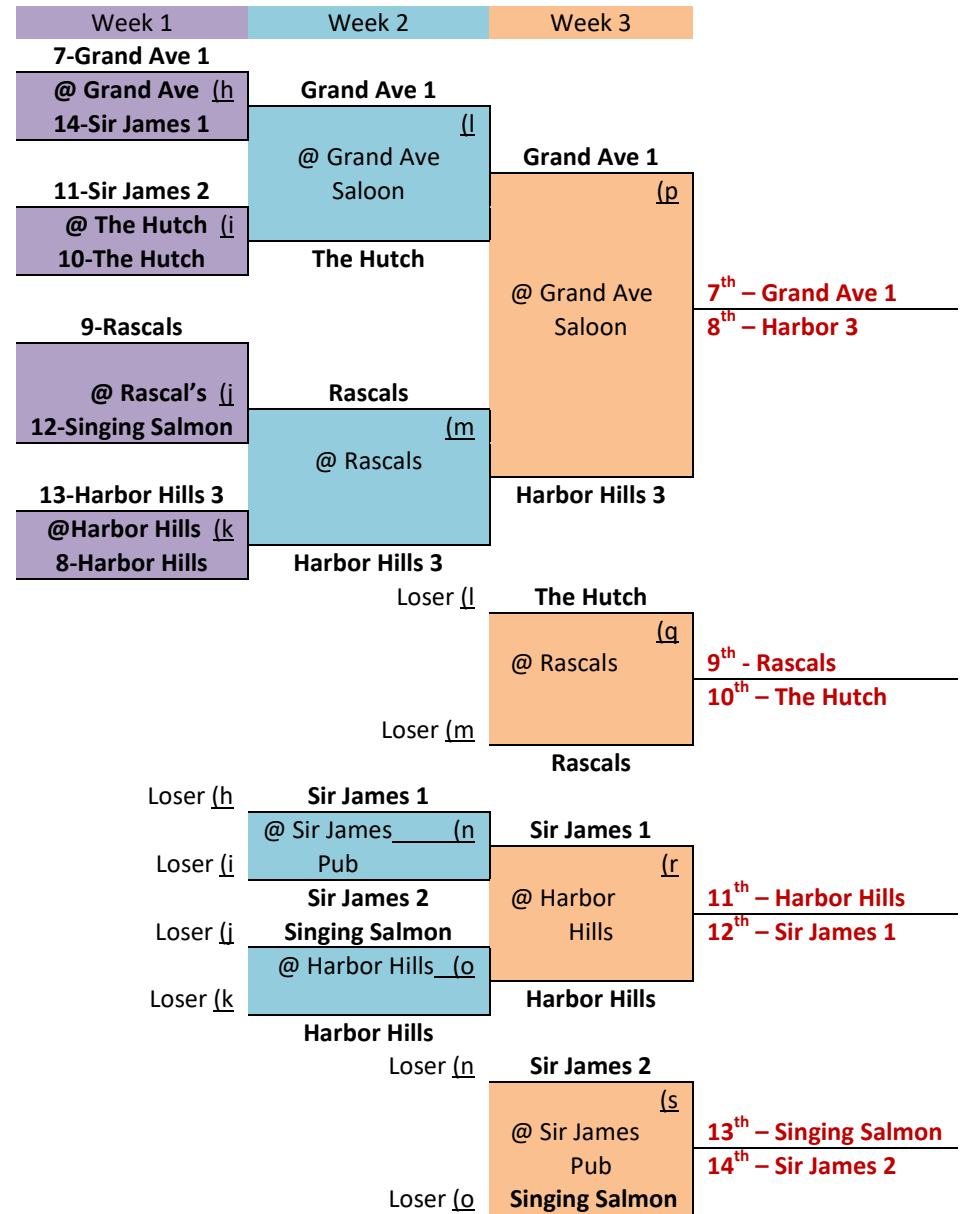 Week 1 Week 2 Week 3
7-Grand Ave 1
@ Grand Ave (h Grand Ave 1
14-Sir James 1 (l
@ Grand Ave Grand Ave 1
11-Sir James 2 Saloon (p
@ The Hutch (i
10-The Hutch The Hutch
@ Grand Ave 7th – Grand Ave 1
9-Rascals Saloon 8th – Harbor 3
@ Rascal’s (j Rascals
12-Singing Salmon (m
@ Rascals
13-Harbor Hills 3 Harbor Hills 3
@Harbor Hills (k
8-Harbor Hills Harbor Hills 3
Loser (l The Hutch
(q
@ Rascals 9th - Rascals
10th – The Hutch
Loser (m
Rascals
Loser (h Sir James 1
@ Sir James (n Sir James 1
Loser (i Pub (r
Sir James 2 @ Harbor 11th – Harbor Hills
Loser (j Singing Salmon Hills 12th – Sir James 1
@ Harbor Hills (o
Loser (k Harbor Hills
Harbor Hills
Loser (n Sir James 2
(s
@ Sir James 13th – Singing Salmon
Pub 14th – Sir James 2
Loser (o Singing Salmon